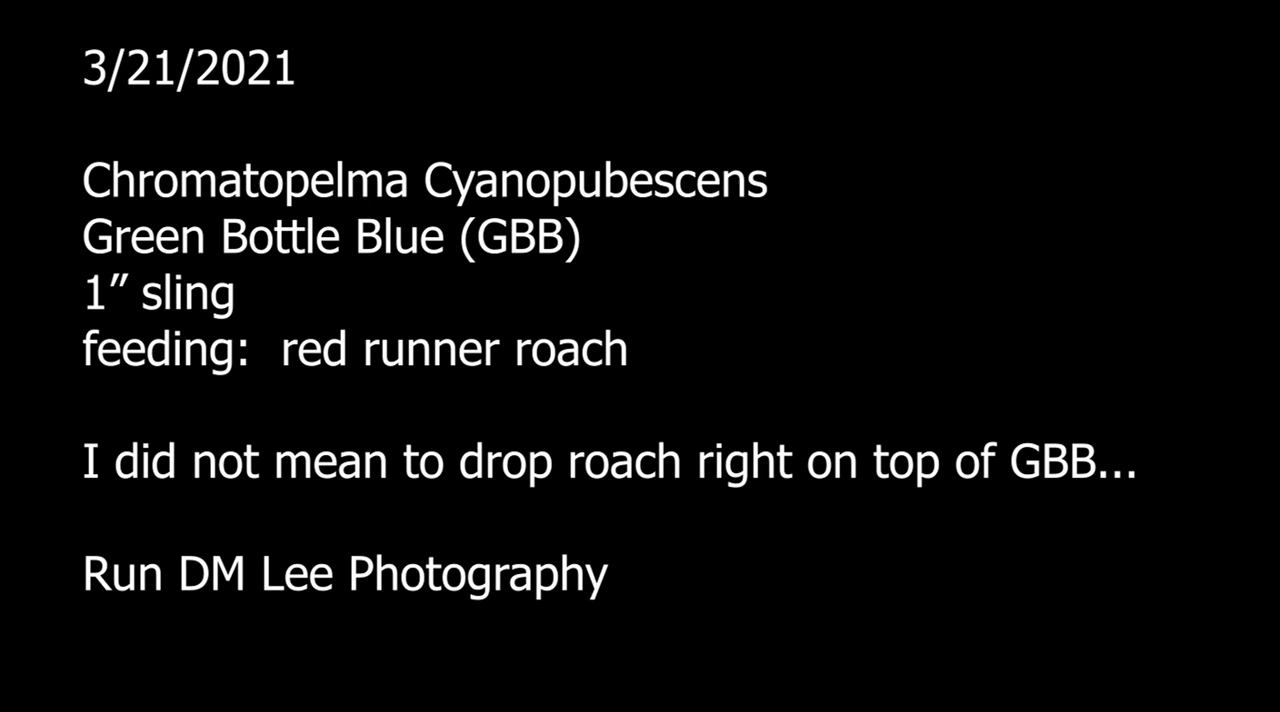 3/21/2021
Chromatopelma Cyanopubescens
Green Bottle Blue (GBB)
1” sling
feeding:  red runner roach
I did not mean to drop roach right on top of GBB...
Run DM Lee Photography